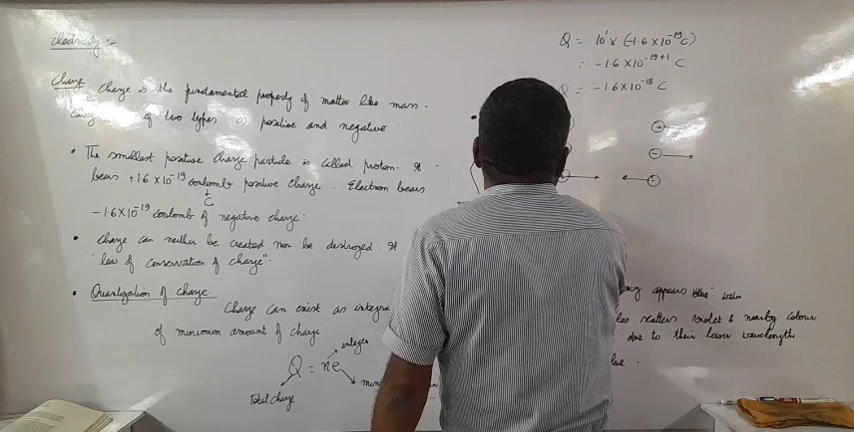 Electricity :-
Charge Charge is the fundamental property of matter like mass.
of two types positive and negative
• The smallest positive charge particle is called proton. It
bears +1.6 × 10⁻¹⁹ coulomb positive charge. Electron bears
C
-1.6×10⁻¹⁹ coulomb of negative charge.
• Charge can neither be created nor be destroyed. It
"law of conservation of charge".
• Quantization of charge.
Charge can exist as integra
of minimum amount of charge.
integer
Q = ne
Total charge
Q = 10¹ × (-1.6 × 10⁻¹⁹ C)
: -1.6 × 10⁻¹⁹⁺¹ C
= -1.6 × 10⁻¹⁸ C
appears
scatters violet & nearby colour
due to their lower wavelength